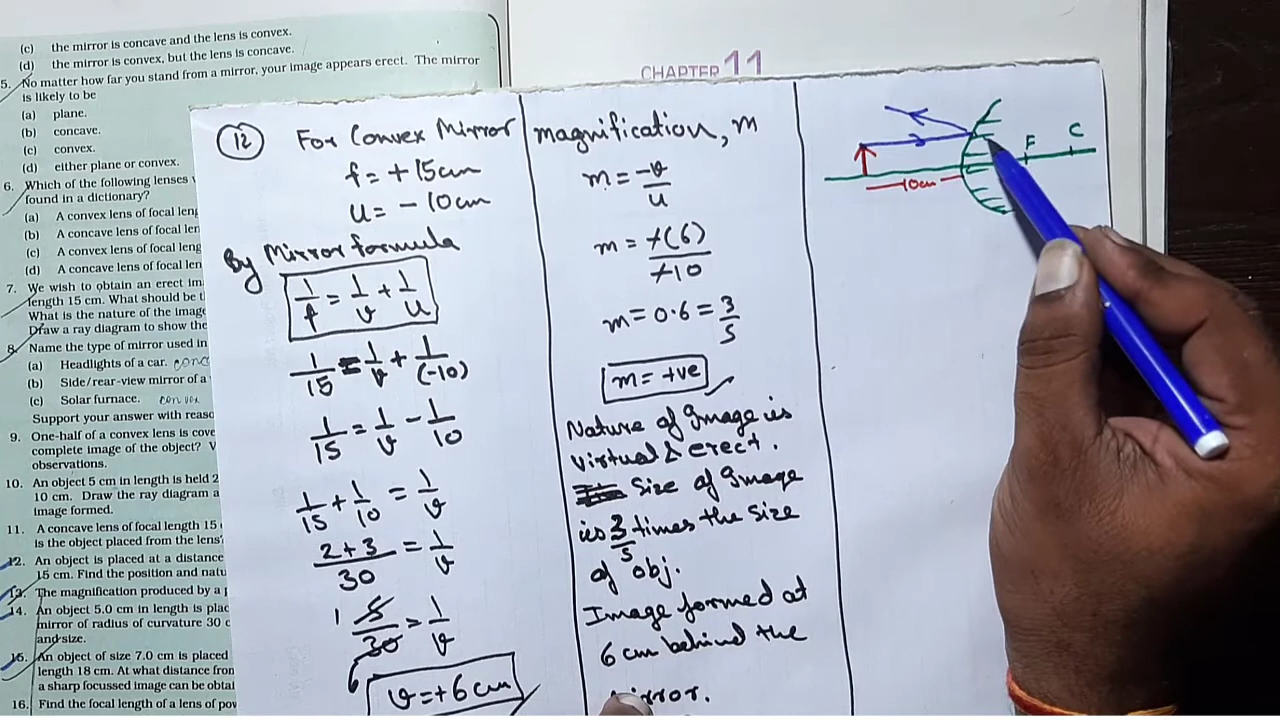 (c) the mirror is concave and the lens is convex.
(d) the mirror is convex, but the lens is concave.
5. No matter how far you stand from a mirror, your image appears erect. The mirror
is likely to be
(a) plane.
(b) concave.
(c) convex.
(d) either plane or convex.
6. Which of the following lenses
found in a dictionary?
(a) A convex lens of focal leng
(b) A concave lens of focal ler
(c) A convex lens of focal leng
(d) A concave lens of focal len
7. We wish to obtain an erect im
length 15 cm. What should be t
What is the nature of the image
Draw a ray diagram to show the
8. Name the type of mirror used in
(a) Headlights of a car.
(b) Side/rear-view mirror of a
(c) Solar furnace.
Support your answer with reaso
9. One-half of a convex lens is cove
complete image of the object?
observations.
10. An object 5 cm in length is held 2
10 cm. Draw the ray diagram a
image formed.
11. A concave lens of focal length 15
is the object placed from the lens
12. An object is placed at a distance
15 cm. Find the position and natu
13. The magnification produced by a
14. An object 5.0 cm in length is plac
mirror of radius of curvature 30 c
and size.
15. An object of size 7.0 cm is placed
length 18 cm. At what distance fron
a sharp focussed image can be obtai
16. Find the focal length of a lens of pow
CHAPTER 11
12 For Convex Mirror
f = +15cm
u = - 10cm
By Mirror formula
1/f = 1/v + 1/u
1/15 = 1/v + 1/(-10)
1/15 = 1/v - 1/10
1/15 + 1/10 = 1/v
2+3/30 = 1/v
1 5/30 = 1/v
6
v = +6 cm
magnification, m
m = -v/u
m = -(6)/-10
m = 0.6 = 3/5
m = +ve
Nature of Image is
virtual & erect.
Size of Image
is 3/5 times the size
of obj.
Image formed at
6 cm behind the
mirror.
F
C
10cm